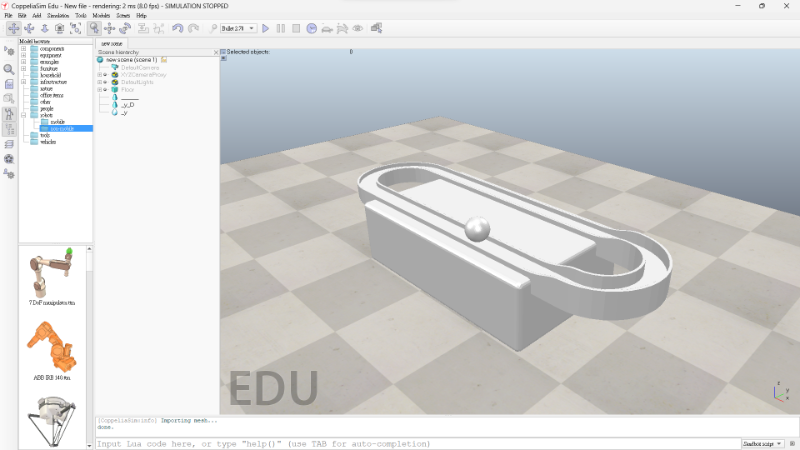 CoppeliaSim Edu - New file - rendering: 2 ms (8.0 fps) - SIMULATION STOPPED
File Edit Add Simulation Tools Modules Scenes Help
Bullet 2.78
Model browser
components
equipment
examples
furniture
household
infrastructure
nature
office items
other
people
robots
mobile
non-mobile
tools
vehicles
7 DoF manipulator.ttm
ABB IRB 140.ttm
new scene
Scene hierarchy
new scene (scene 1)
DefaultCamera
XYZCameraProxy
DefaultLights
Floor
_y_D
_y
Selected objects: 0
EDU
z
y
x
[CoppeliaSim:info] Importing mesh...
done.
Input Lua code here, or type "help()" (use TAB for auto-completion)
Sandbox script